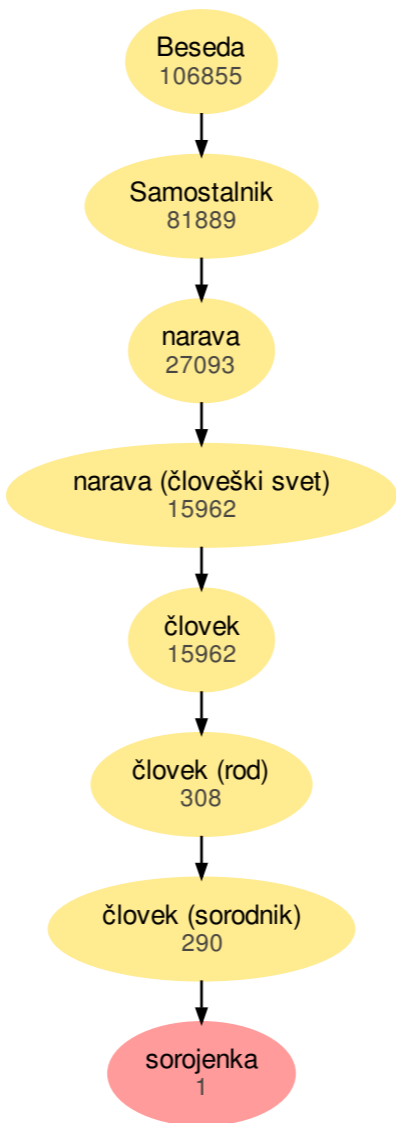 Beseda
106855
Samostalnik
81889
narava
27093
narava (človeški svet)
15962
človek
15962
človek (rod)
308
človek (sorodnik)
290
sorojenka
1